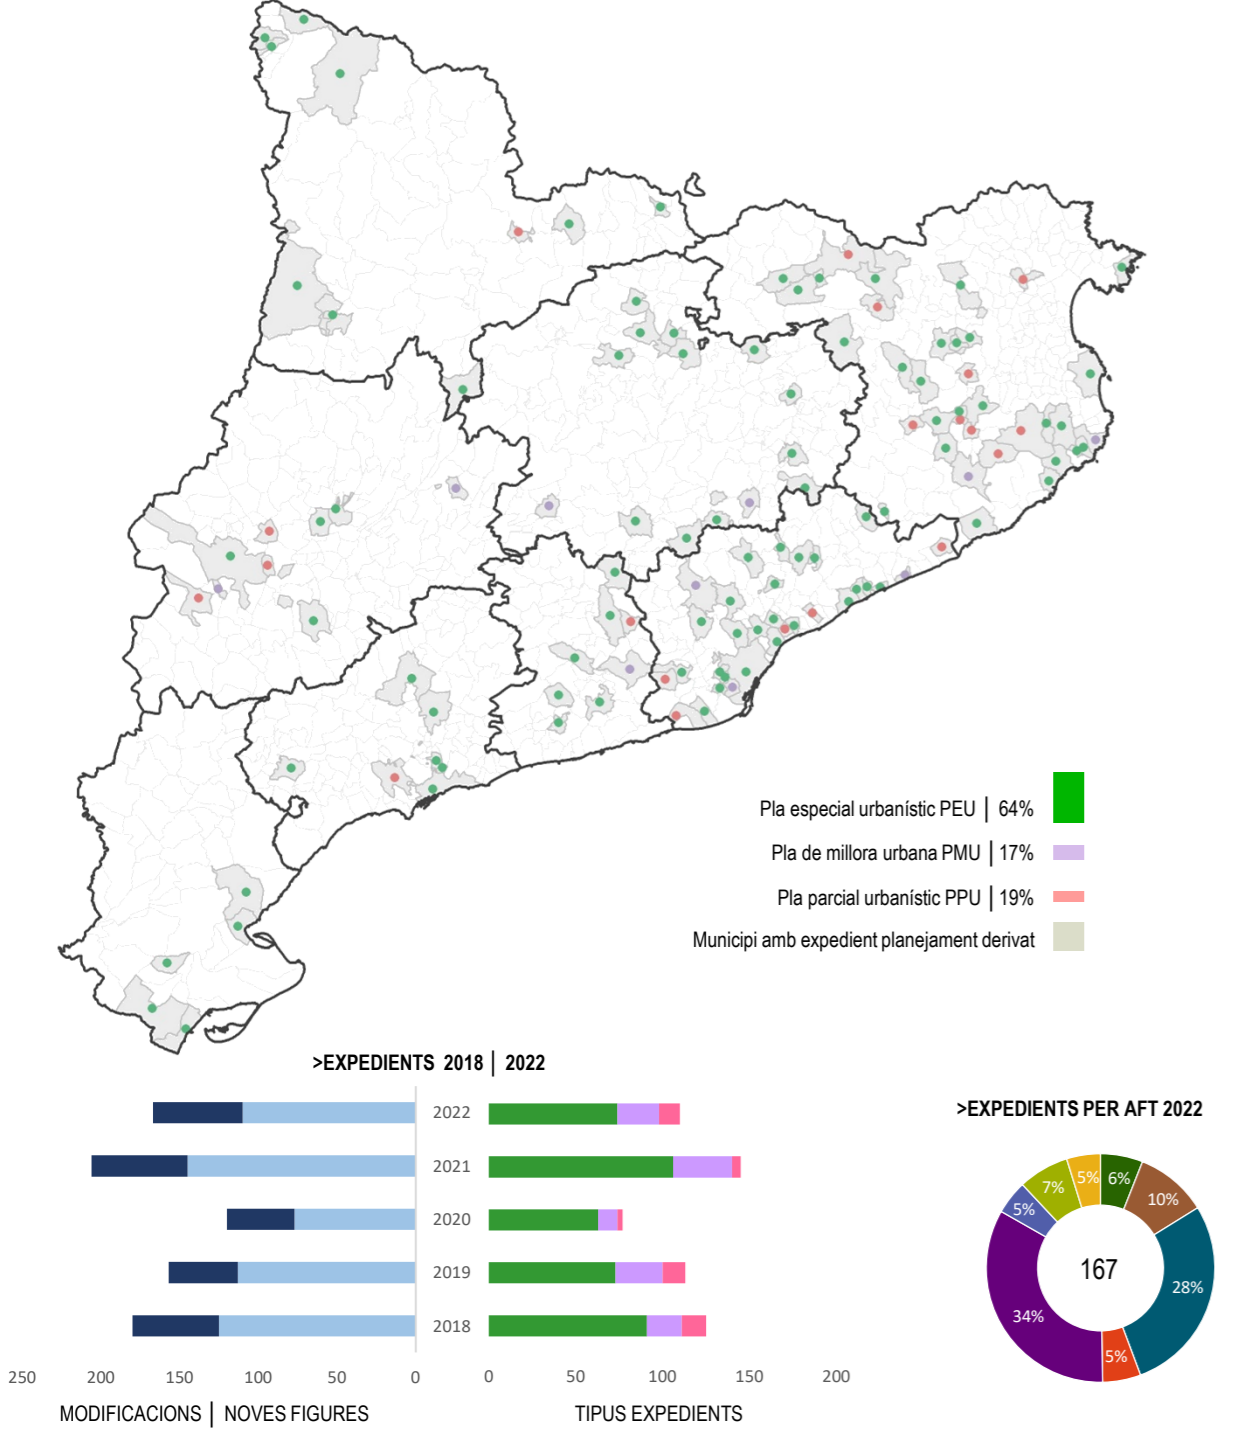 Pla especial urbanístic PEU | 64%
Pla de millora urbana PMU | 17%
Pla parcial urbanístic PPU | 19%
Municipi amb expedient planejament derivat
>EXPEDIENTS 2018 | 2022
2022
2021
2020
2019
2018
250 200 150 100 50 0
MODIFICACIONS | NOVES FIGURES
0 50 100 150 200
TIPUS EXPEDIENTS
>EXPEDIENTS PER AFT 2022
6%
10%
28%
5%
34%
5%
7%
5%
167